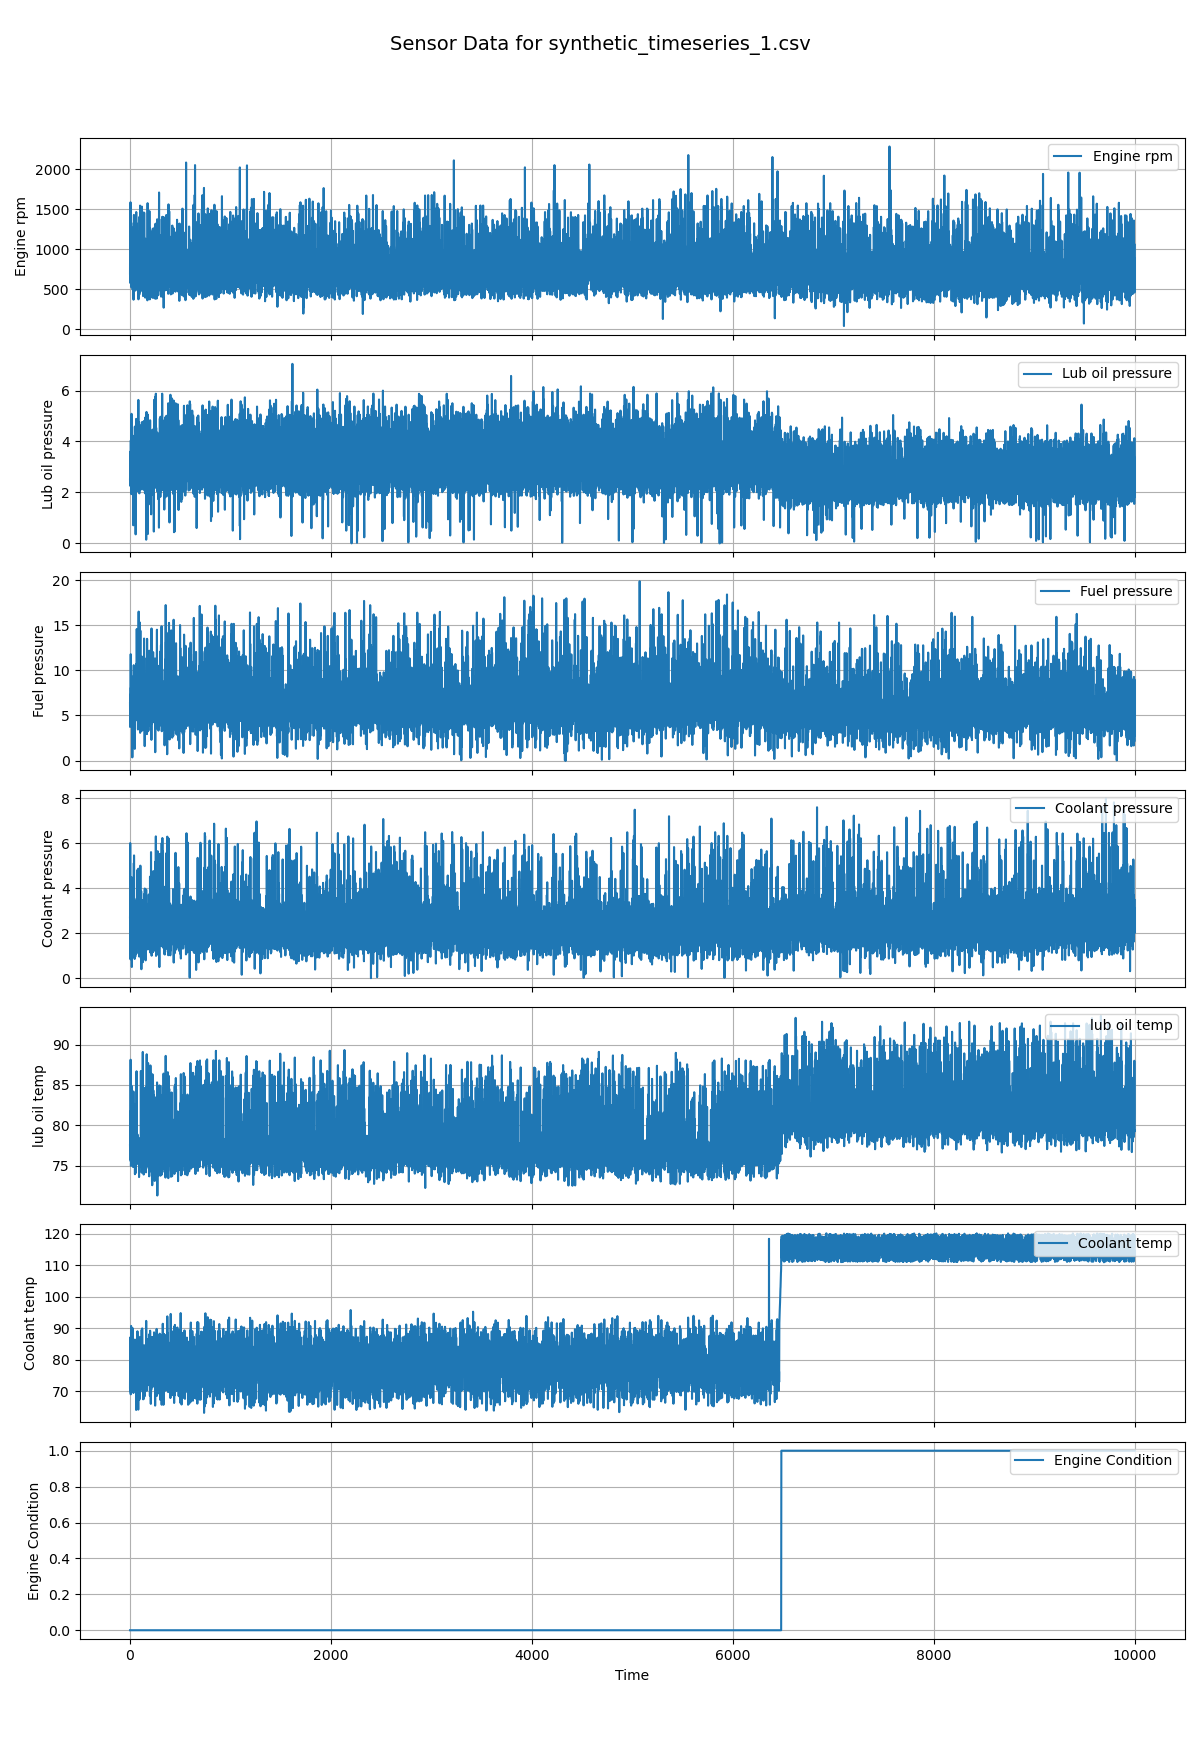 Sensor Data for synthetic_timeseries_1.csv
Engine rpm
2000
1500
1000
500
0
Engine rpm
Lub oil pressure
6
4
2
0
Lub oil pressure
Fuel pressure
20
15
10
5
0
Fuel pressure
Coolant pressure
8
6
4
2
0
Coolant pressure
lub oil temp
90
85
80
75
lub oil temp
Coolant temp
120
110
100
90
80
70
Coolant temp
Engine Condition
1.0
0.8
0.6
0.4
0.2
0.0
Engine Condition
0 2000 4000 6000 8000 10000
Time